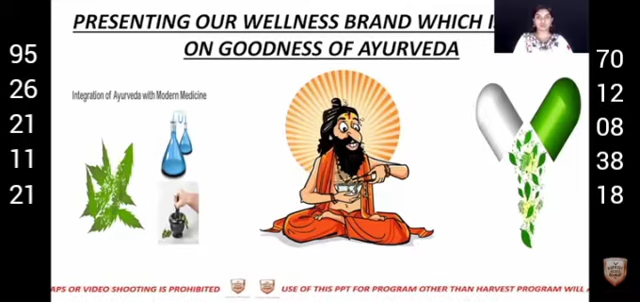 PRESENTING OUR WELLNESS BRAND WHICH
ON GOODNESS OF AYURVEDA
95
26
21
11
21
70
12
08
38
18
Integration of Ayurveda with Modern Medicine
APS OR VIDEO SHOOTING IS PROHIBITED
USE OF THIS PPT FOR PROGRAM OTHER THAN HARVEST PROGRAM WILL